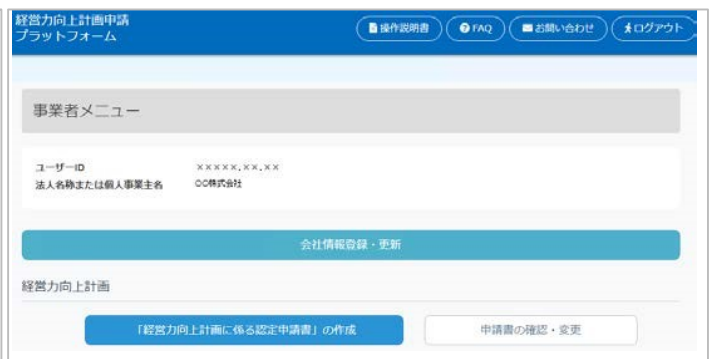 経営力向上計画申請
プラットフォーム
操作説明書
FAQ
お問い合わせ
ログアウト
事業者メニュー
ユーザーID ×××××.××.××
法人名称または個人事業主名 〇〇株式会社
会社情報登録・更新
経営力向上計画
「経営力向上計画に係る認定申請書」の作成
申請書の確認・変更